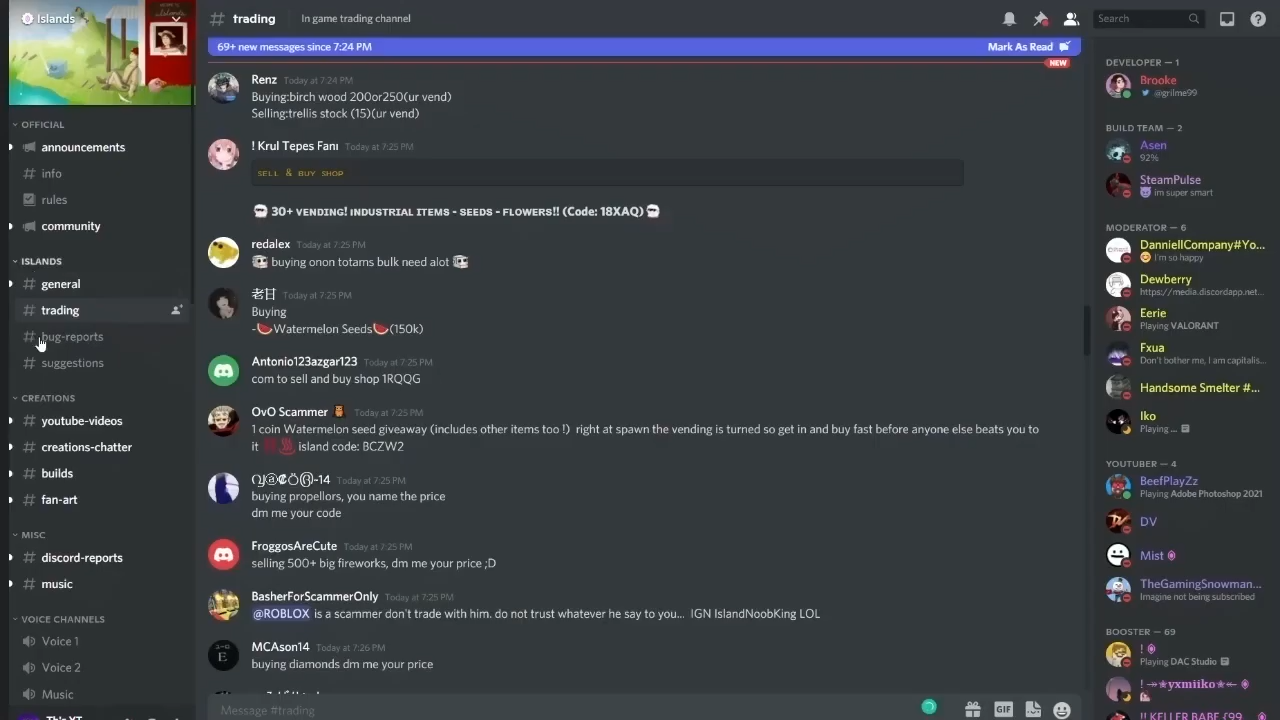 Islands
# trading
In game trading channel
Search
69+ new messages since 7:24 PM
Mark As Read
NEW
OFFICIAL
announcements
info
rules
community
ISLANDS
general
trading
bug-reports
suggestions
CREATIONS
youtube-videos
creations-chatter
builds
fan-art
MISC
discord-reports
music
VOICE CHANNELS
Voice 1
Voice 2
Music
Renz Today at 7:24 PM
Buying:birch wood 200or250(ur vend)
Selling:trellis stock (15)(ur vend)
! Krul Tepes Fanı Today at 7:25 PM
SELL & BUY SHOP
30+ VENDING! INDUSTRIAL ITEMS - SEEDS - FLOWERS!! (Code: 18XAQ)
redalex Today at 7:25 PM
buying onon totams bulk need alot
老甘 Today at 7:25 PM
Buying
-🍉Watermelon Seeds🍉(150k)
Antonio123azgar123 Today at 7:25 PM
com to sell and buy shop 1RQQG
OvO Scammer 🦉 Today at 7:25 PM
1 coin Watermelon seed giveaway (includes other items too !) right at spawn the vending is turned so get in and buy fast before anyone else beats you to
it island code: BCZW2
Today at 7:25 PM
buying propellors, you name the price
dm me your code
FroggosAreCute Today at 7:25 PM
selling 500+ big fireworks, dm me your price ;D
BasherForScammerOnly Today at 7:25 PM
@ROBLOX is a scammer don't trade with him. do not trust whatever he say to you... IGN IslandNoobKing LOL
MCAson14 Today at 7:26 PM
buying diamonds dm me your price
Message #trading
GIF
DEVELOPER — 1
Brooke
@grilme99
BUILD TEAM — 2
Asen
92%
SteamPulse
😈 im super smart
MODERATOR — 6
DanniellCompany#Yo...
I'm so happy
Dewberry
https://media.discordapp.net...
Eerie
Playing VALORANT
Fxua
Don't bother me, I am capitalis...
Handsome Smelter #...
Iko
Playing ...
YOUTUBER — 4
BeefPlayZz
Playing Adobe Photoshop 2021
DV
Mist
TheGamingSnowman...
Imagine not being subscribed
BOOSTER — 69
!
Playing DAC Studio
! ⤖★yxmiiko★⬻
!! KELLER BABE {99